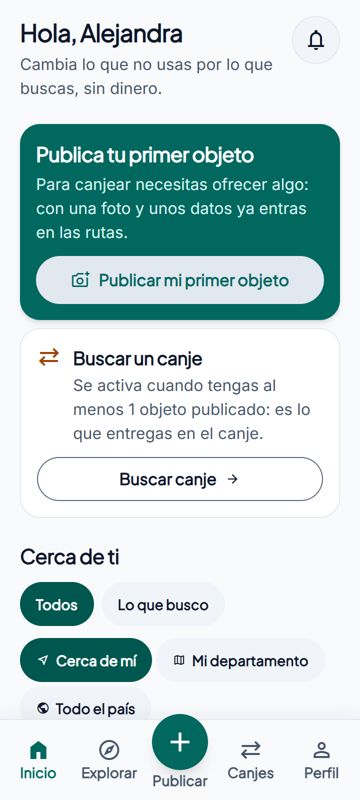 Hola, Alejandra
Cambia lo que no usas por lo que
buscas, sin dinero.
Publica tu primer objeto
Para canjear necesitas ofrecer algo:
con una foto y unos datos ya entras
en las rutas.
Publicar mi primer objeto
Buscar un canje
Se activa cuando tengas al
menos 1 objeto publicado: es lo
que entregas en el canje.
Buscar canje
Cerca de ti
Todos
Lo que busco
Cerca de mí
Mi departamento
Todo el país
Inicio
Explorar
Publicar
Canjes
Perfil